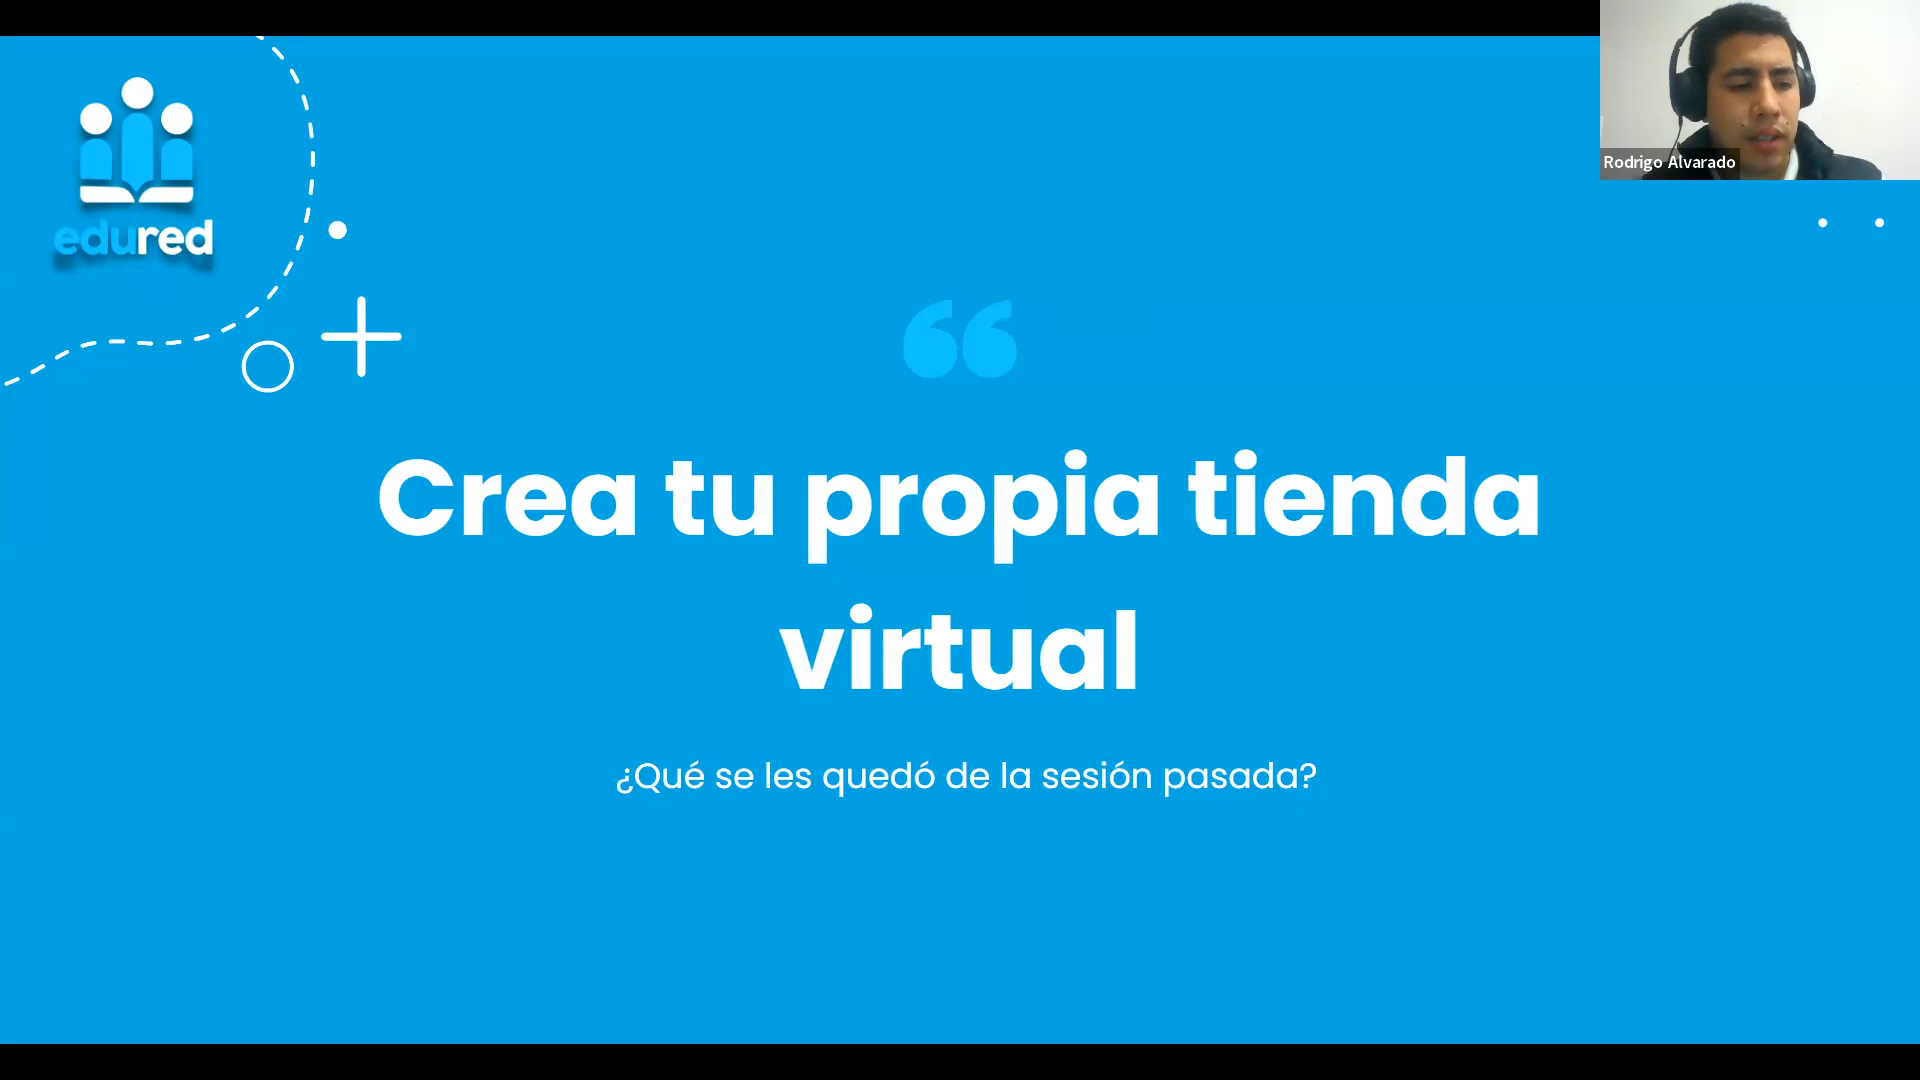 edured
Rodrigo Alvarado
“
Crea tu propia tienda
virtual
¿Qué se les quedó de la sesión pasada?